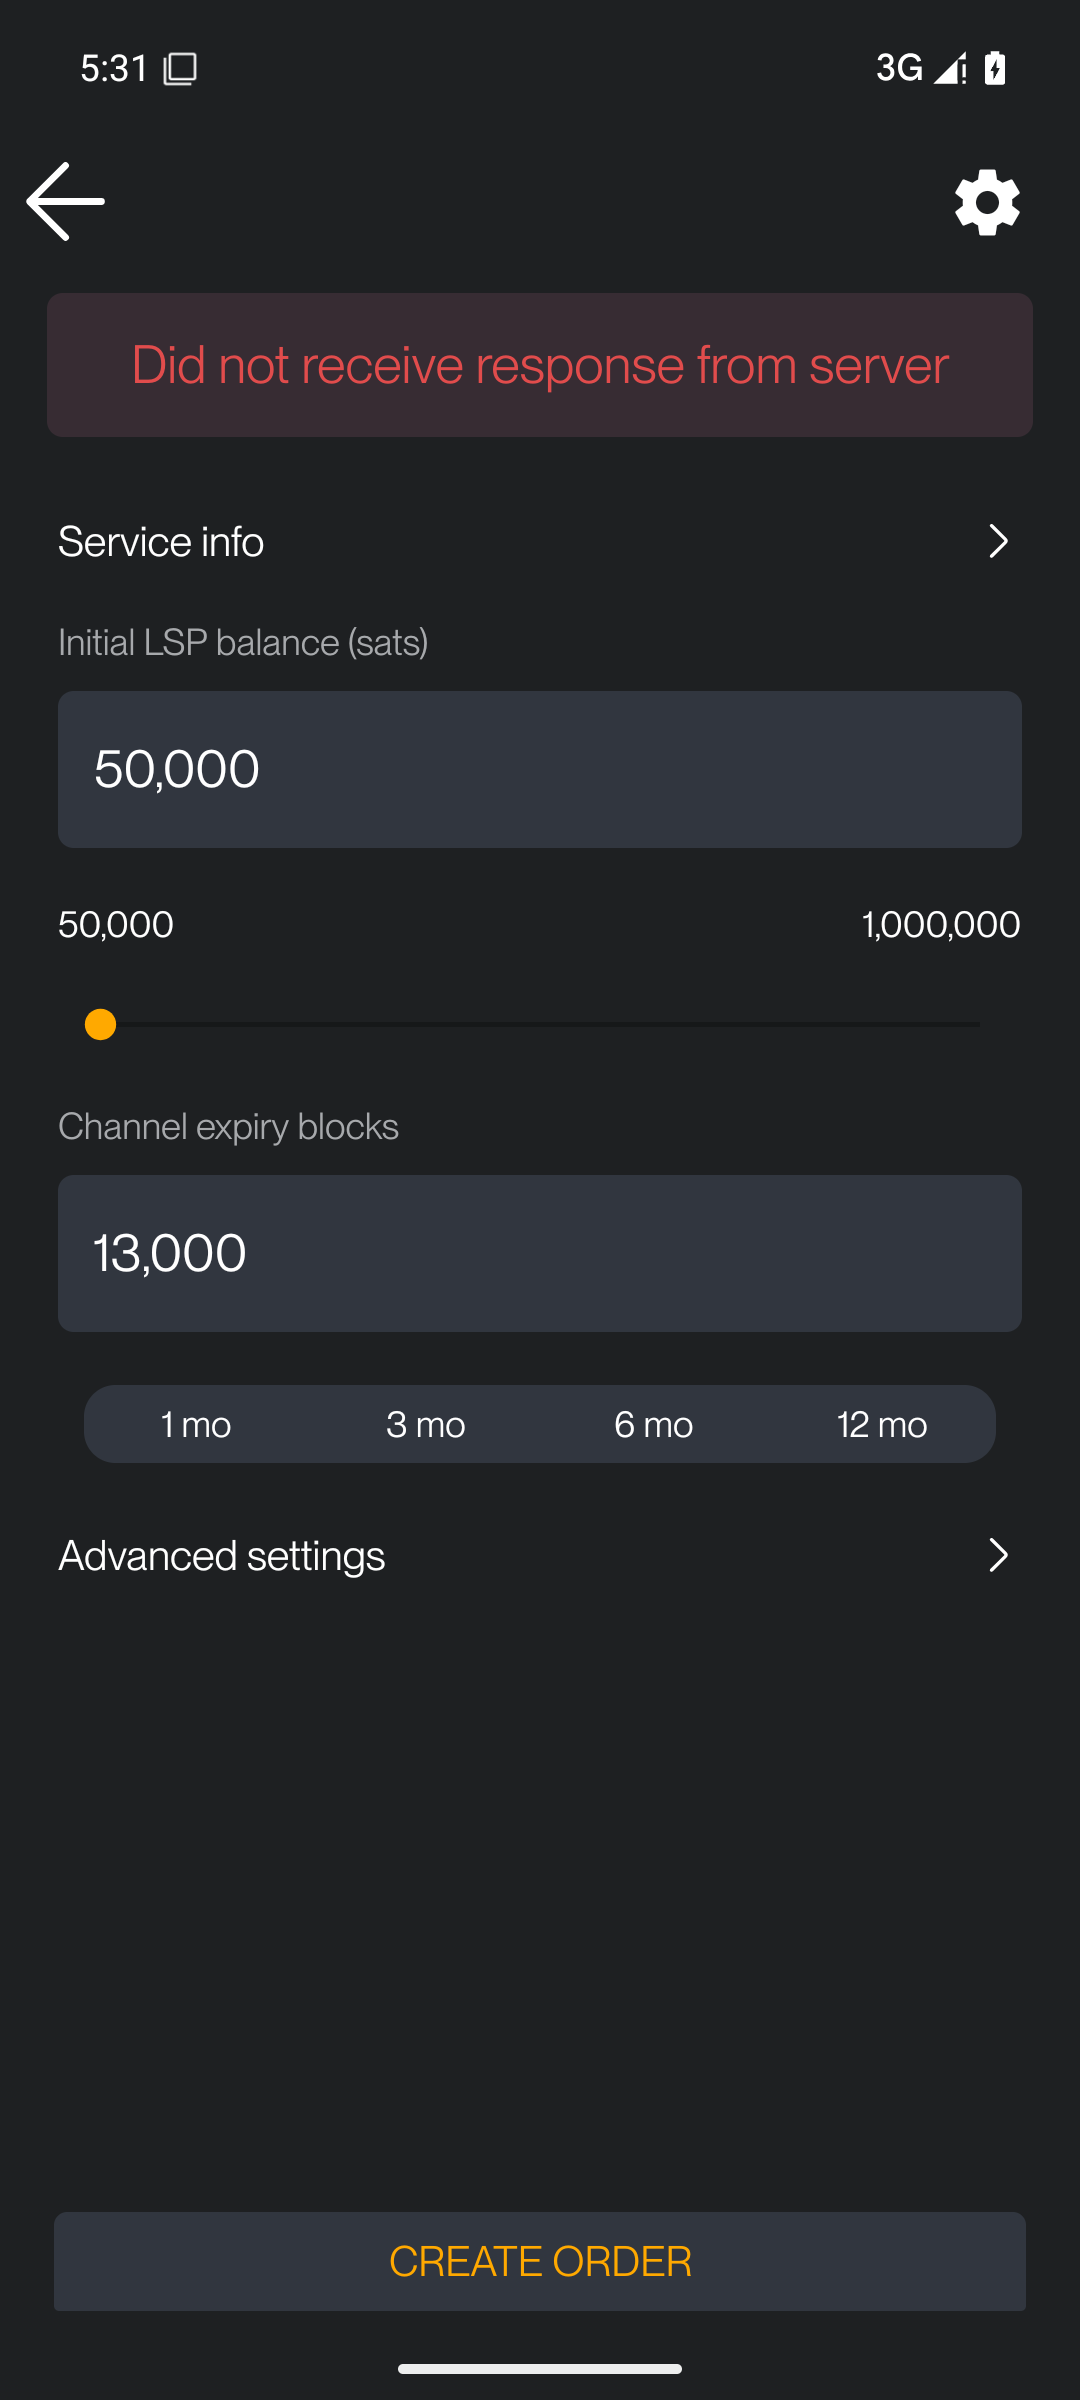 5:31
3G
Did not receive response from server
Service info
Initial LSP balance (sats)
50,000
50,000 1,000,000
Channel expiry blocks
13,000
1 mo 3 mo 6 mo 12 mo
Advanced settings
CREATE ORDER